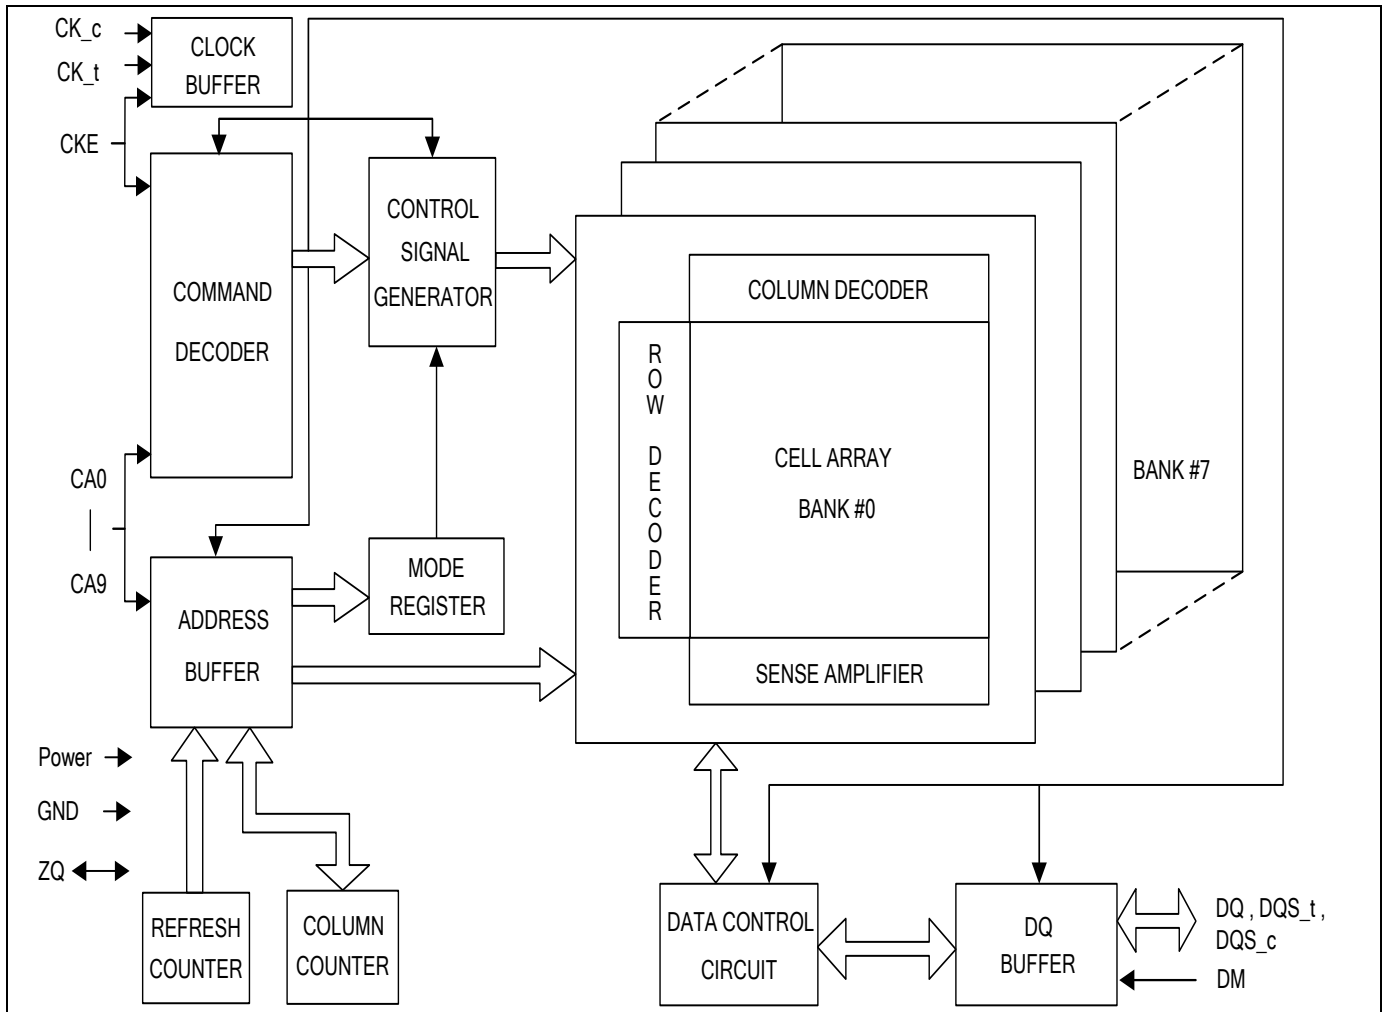 CK_c
CK_t
CKE
CLOCK
BUFFER
COMMAND
DECODER
CONTROL
SIGNAL
GENERATOR
CA0
CA9
ADDRESS
BUFFER
MODE
REGISTER
COLUMN DECODER
ROW DECODER
CELL ARRAY
BANK #0
SENSE AMPLIFIER
BANK #7
Power
GND
ZQ
REFRESH
COUNTER
COLUMN
COUNTER
DATA CONTROL
CIRCUIT
DQ
BUFFER
DQ , DQS_t ,
DQS_c
DM